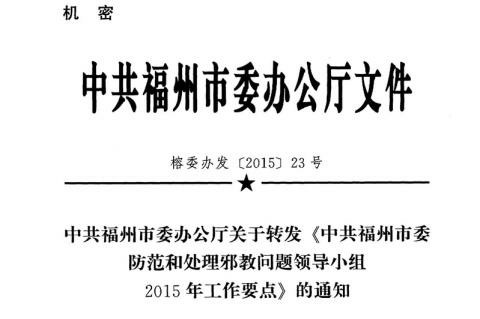 机 密
中共福州市委办公厅文件
榕委办发〔2015〕23 号
中共福州市委办公厅关于转发《中共福州市委
防范和处理邪教问题领导小组
2015 年工作要点》的通知